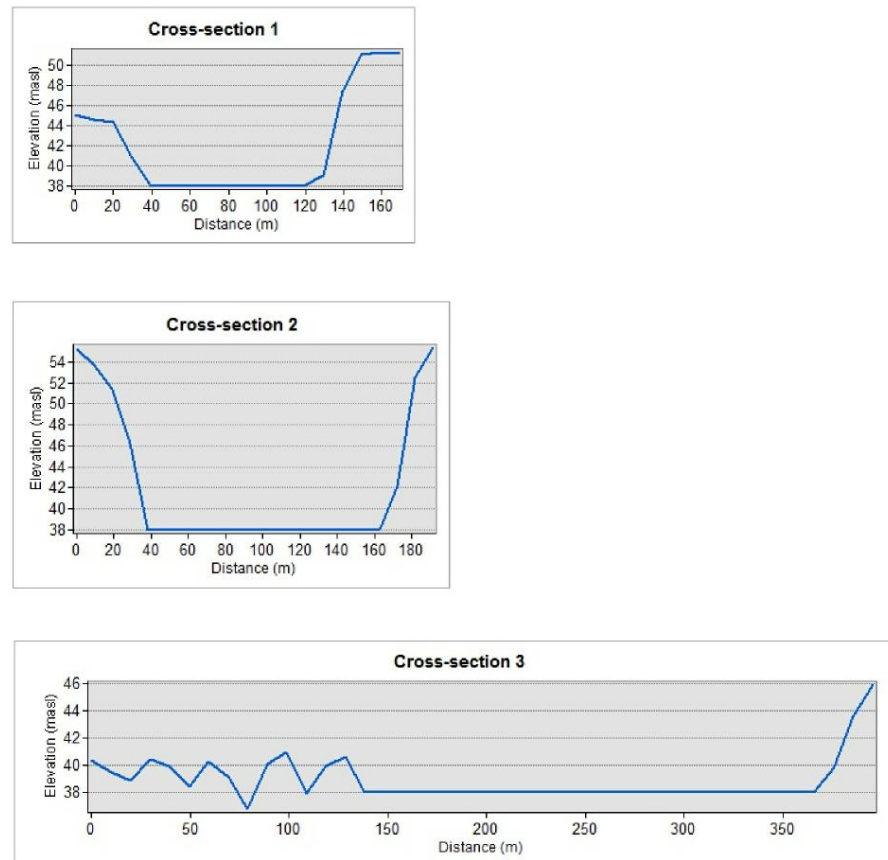 Cross-section 1
Elevation (masl)
50
48
46
44
42
40
38
0 20 40 60 80 100 120 140 160
Distance (m)
Cross-section 2
Elevation (masl)
54
52
50
48
46
44
42
40
38
0 20 40 60 80 100 120 140 160 180
Distance (m)
Cross-section 3
Elevation (masl)
46
44
42
40
38
0 50 100 150 200 250 300 350
Distance (m)